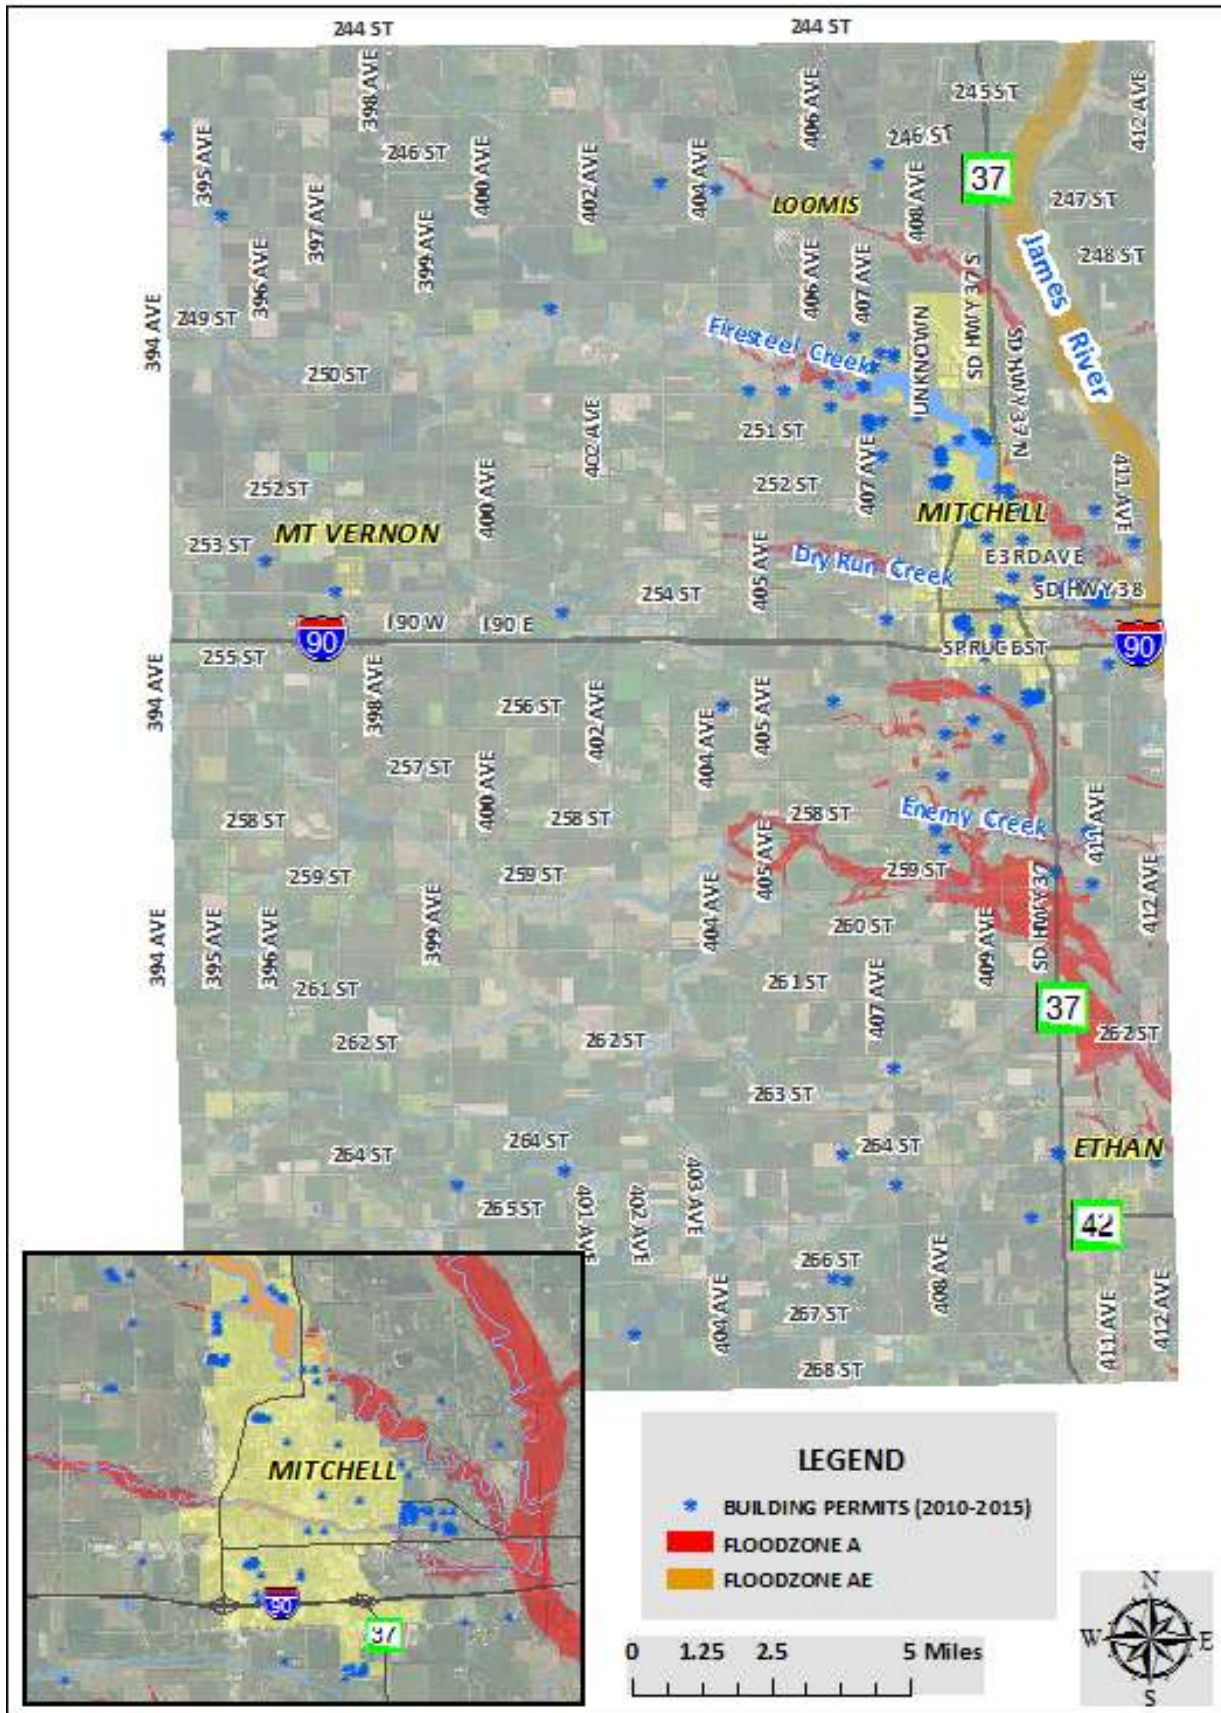 244 ST
244 ST
398 AVE
406 AVE
245 ST
412 AVE
246 ST
246 ST
395 AVE
400 AVE
402 AVE
404 AVE
408 AVE
37
LOOMIS
247 ST
397 AVE
399 AVE
396 AVE
406 AVE
407 AVE
248 ST
James River
SD HWY 37 S
394 AVE
249 ST
Firesteel Creek
UNKNOWN
SD HWY 37 N
250 ST
402 AVE
251 ST
407 AVE
411 AVE
252 ST
400 AVE
252 ST
MITCHELL
MT VERNON
253 ST
405 AVE
Dry Run Creek
E 3RD AVE
254 ST
SD HWY 38
90
I 90 W
I 90 E
90
255 ST
SPRUCE ST
394 AVE
398 AVE
402 AVE
405 AVE
404 AVE
256 ST
257 ST
400 AVE
258 ST
258 ST
258 ST
Enemy Creek
411 AVE
259 ST
259 ST
405 AVE
259 ST
SD HWY 37
412 AVE
394 AVE
395 AVE
396 AVE
399 AVE
404 AVE
260 ST
409 AVE
261 ST
261 ST
407 AVE
37
262 ST
262 ST
262 ST
263 ST
264 ST
264 ST
264 ST
ETHAN
265 ST
401 AVE
402 AVE
403 AVE
42
266 ST
408 AVE
404 AVE
267 ST
411 AVE
412 AVE
268 ST
MITCHELL
90
37
LEGEND
BUILDING PERMITS (2010-2015)
FLOODZONE A
FLOODZONE AE
0 1.25 2.5 5 Miles
N
W E
S